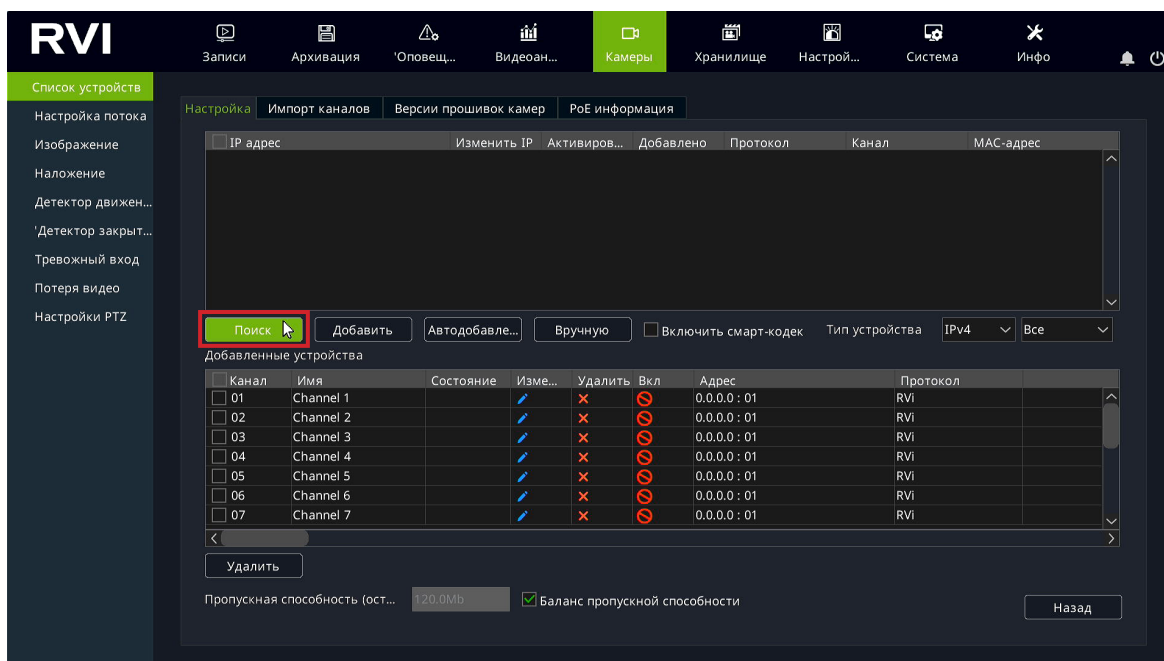 RVI
Записи Архивация 'Оповещ... Видеоан... Камеры Хранилище Настрой... Система Инфо
Список устройств
Настройка потока
Изображение
Наложение
Детектор движен...
'Детектор закрыт...
Тревожный вход
Потеря видео
Настройки PTZ
Настройка Импорт каналов Версии прошивок камер PoE информация
IP адрес Изменить IP Активиров... Добавлено Протокол Канал MAC-адрес
Поиск Добавить Автодобавле... Вручную Включить смарт-кодек Тип устройства IPv4 Все
Добавленные устройства
Канал Имя Состояние Изме... Удалить Вкл Адрес Протокол
01 Channel 1 0.0.0.0 : 01 RVi
02 Channel 2 0.0.0.0 : 01 RVi
03 Channel 3 0.0.0.0 : 01 RVi
04 Channel 4 0.0.0.0 : 01 RVi
05 Channel 5 0.0.0.0 : 01 RVi
06 Channel 6 0.0.0.0 : 01 RVi
07 Channel 7 0.0.0.0 : 01 RVi
Удалить
Пропускная способность (ост... 120.0Mb Баланс пропускной способности
Назад